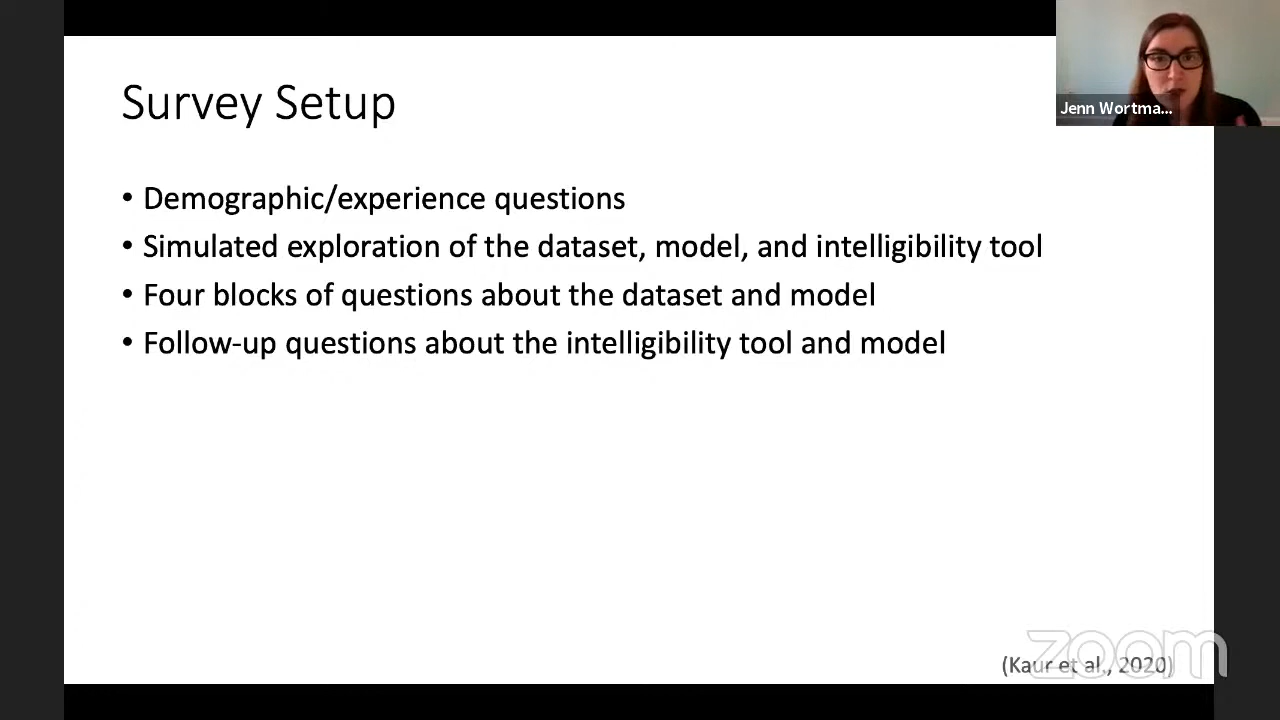 Survey Setup
Jenn Wortma...
• Demographic/experience questions
• Simulated exploration of the dataset, model, and intelligibility tool
• Four blocks of questions about the dataset and model
• Follow-up questions about the intelligibility tool and model
zoom
(Kaur et al., 2020)